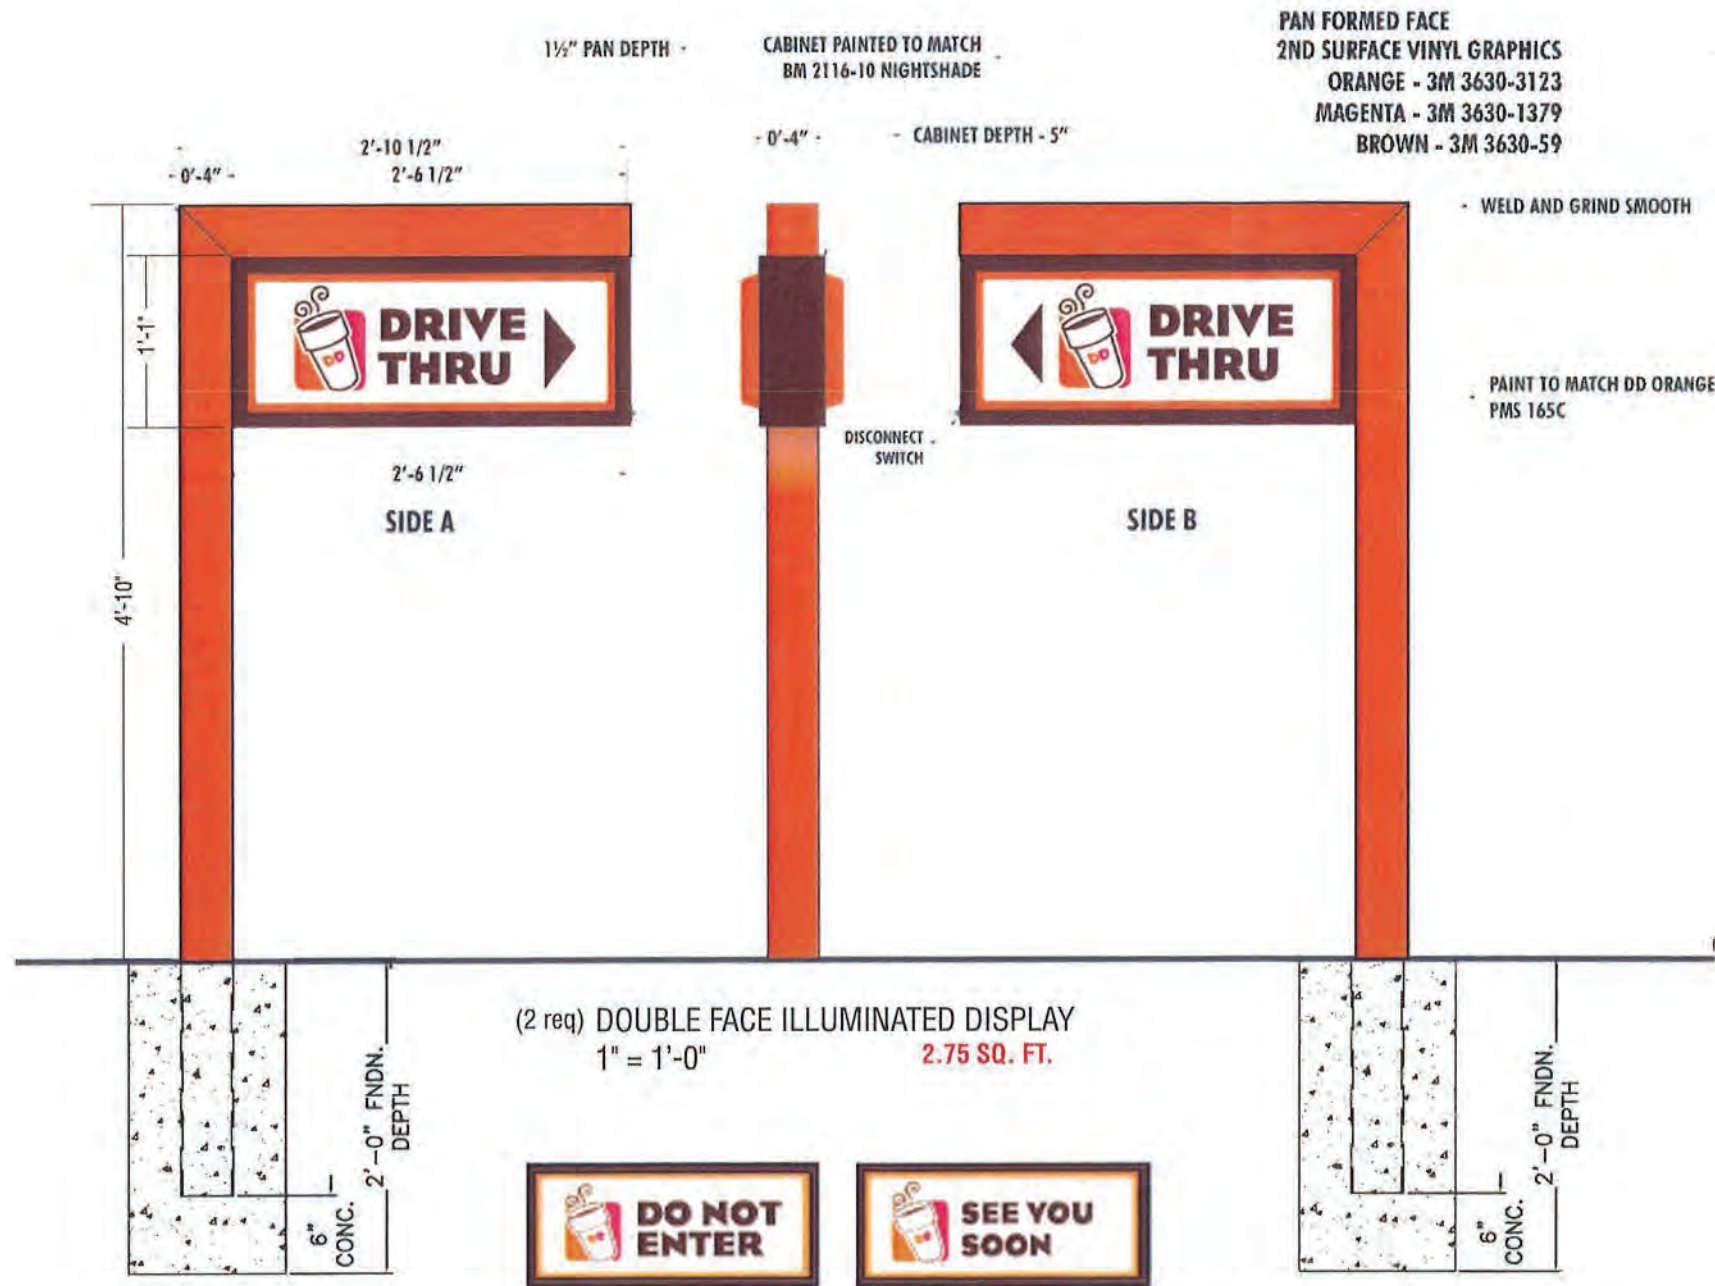 PAN FORMED FACE
2ND SURFACE VINYL GRAPHICS
ORANGE - 3M 3630-3123
MAGENTA - 3M 3630-1379
BROWN - 3M 3630-59
1½" PAN DEPTH
CABINET PAINTED TO MATCH
BM 2116-10 NIGHTSHADE
0'-4"
CABINET DEPTH - 5"
2'-10 1/2"
0'-4"
2'-6 1/2"
WELD AND GRIND SMOOTH
1'-1"
DRIVE
THRU
DD
DRIVE
THRU
DD
PAINT TO MATCH DD ORANGE
PMS 165C
DISCONNECT
SWITCH
2'-6 1/2"
SIDE A
SIDE B
4'-10"
(2 req) DOUBLE FACE ILLUMINATED DISPLAY
1" = 1'-0"
2.75 SQ. FT.
2'-0" FNDN.
DEPTH
6"
CONC.
2'-0" FNDN.
DEPTH
6"
CONC.
DO NOT
ENTER
DD
SEE YOU
SOON
DD